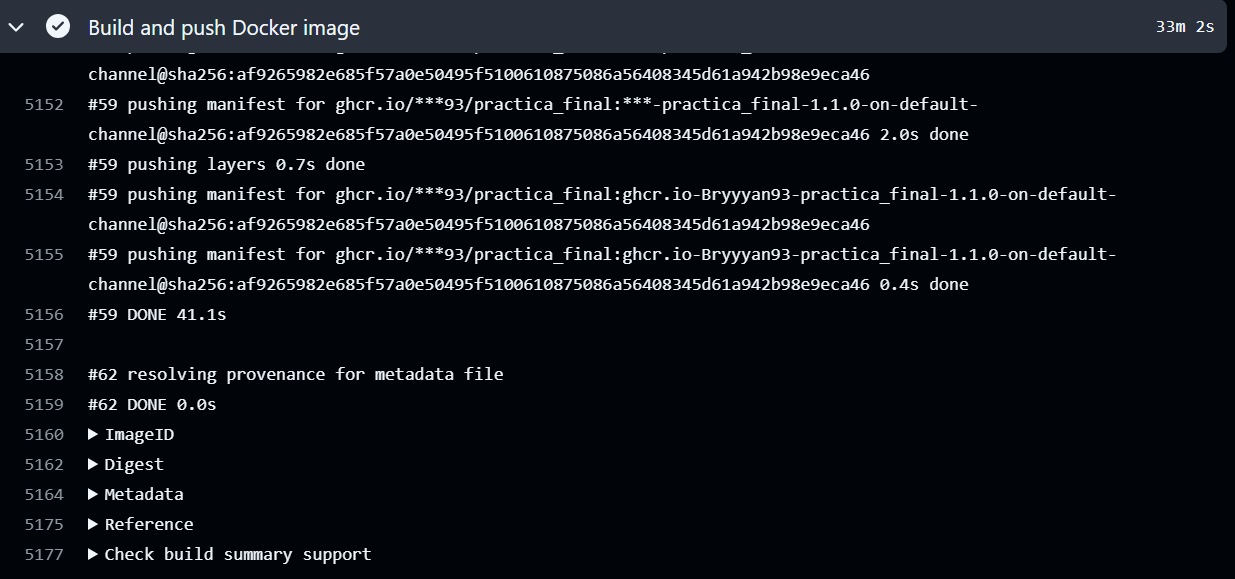 Build and push Docker image
33m 2s
channel@sha256:af9265982e685f57a0e50495f5100610875086a56408345d61a942b98e9eca46
5152 #59 pushing manifest for ghcr.io/***93/practica_final:***-practica_final-1.1.0-on-default-
channel@sha256:af9265982e685f57a0e50495f5100610875086a56408345d61a942b98e9eca46 2.0s done
5153 #59 pushing layers 0.7s done
5154 #59 pushing manifest for ghcr.io/***93/practica_final:ghcr.io-Bryyyan93-practica_final-1.1.0-on-default-
channel@sha256:af9265982e685f57a0e50495f5100610875086a56408345d61a942b98e9eca46
5155 #59 pushing manifest for ghcr.io/***93/practica_final:ghcr.io-Bryyyan93-practica_final-1.1.0-on-default-
channel@sha256:af9265982e685f57a0e50495f5100610875086a56408345d61a942b98e9eca46 0.4s done
5156 #59 DONE 41.1s
5157
5158 #62 resolving provenance for metadata file
5159 #62 DONE 0.0s
5160 ▶ ImageID
5162 ▶ Digest
5164 ▶ Metadata
5175 ▶ Reference
5177 ▶ Check build summary support